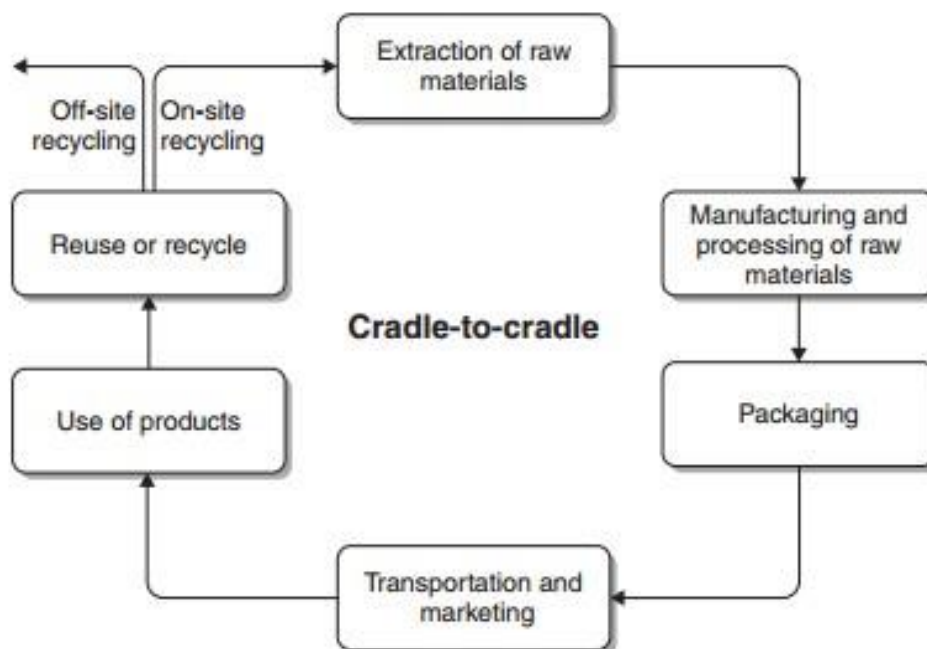 Extraction of raw
materials
Off-site
recycling
On-site
recycling
Reuse or recycle
Manufacturing and
processing of raw
materials
Cradle-to-cradle
Use of products
Packaging
Transportation and
marketing